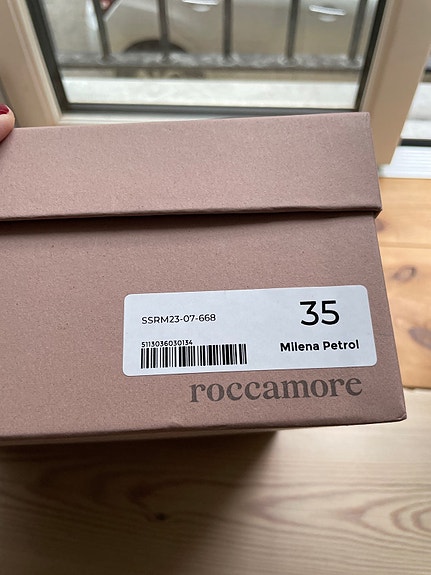 SSRM23-07-668
35
5113036030134
Milena Petrol
roccamore